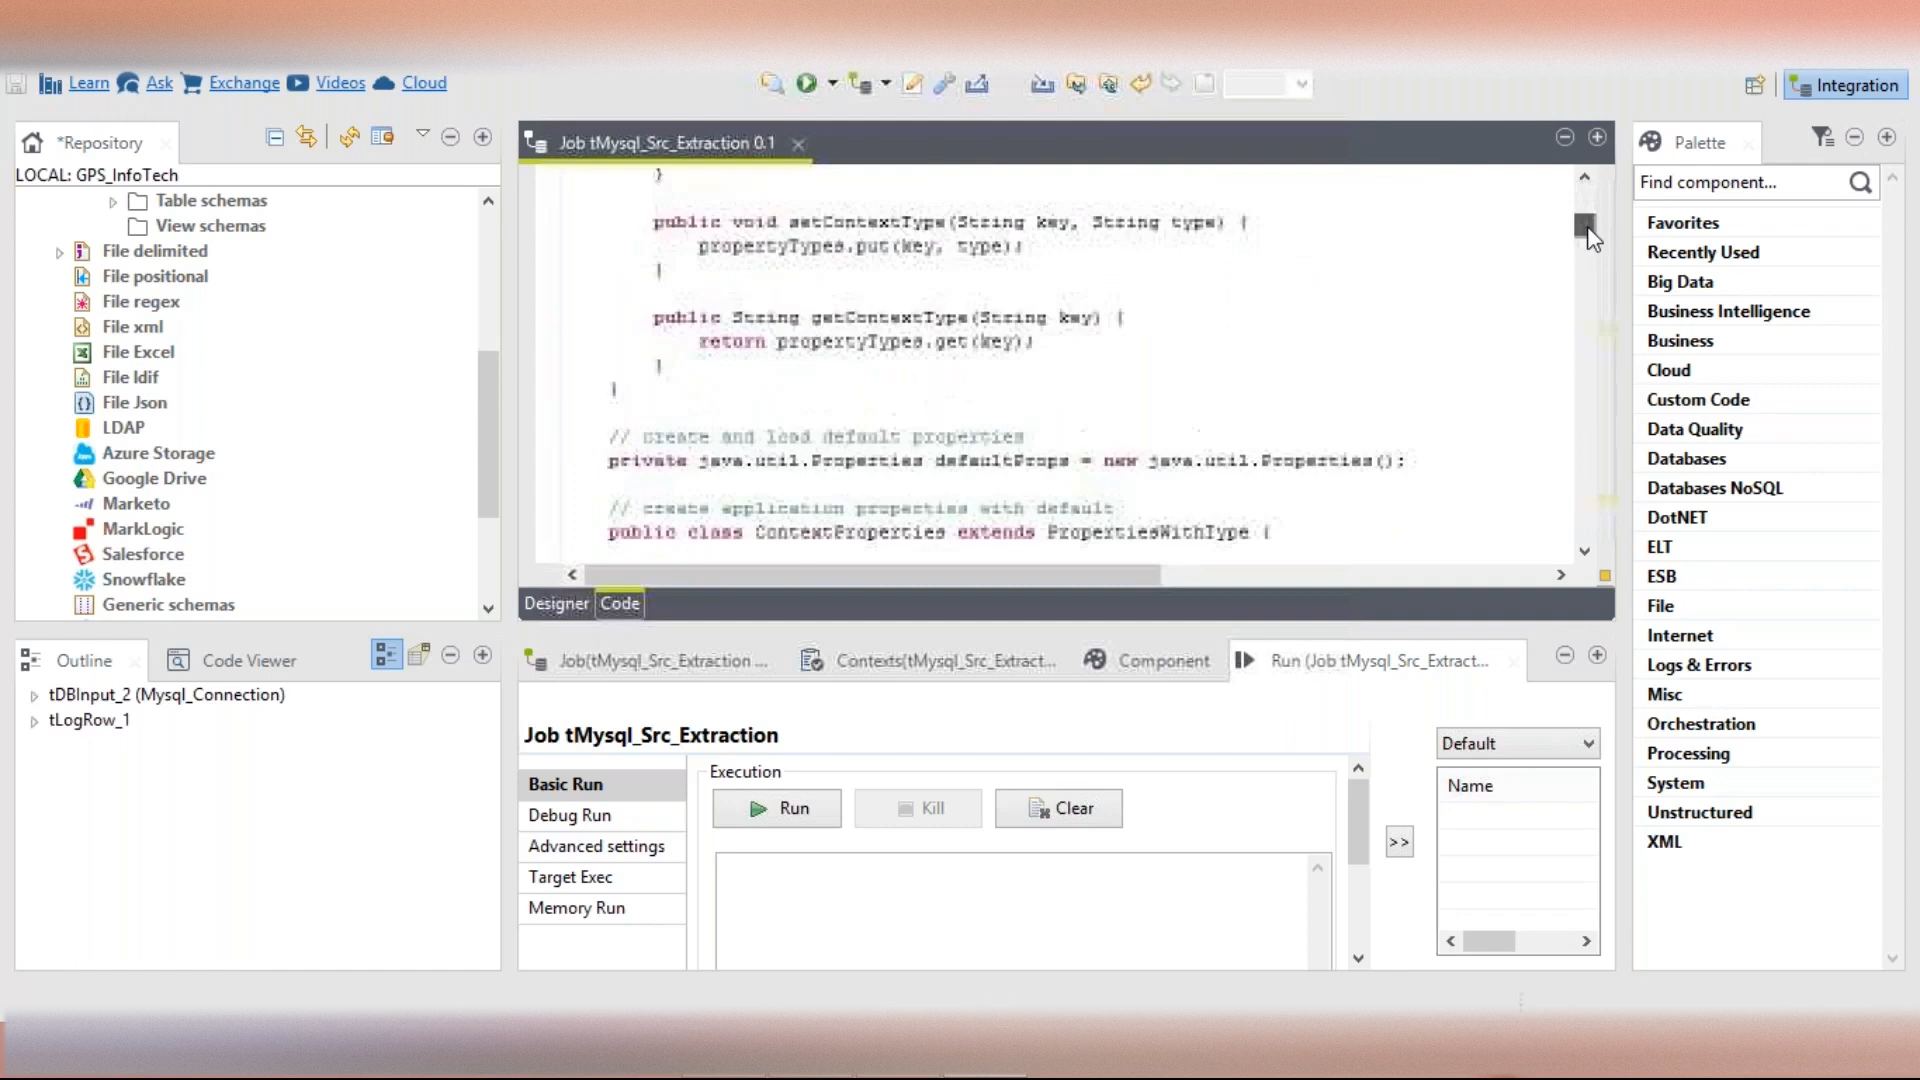 Learn Ask Exchange Videos Cloud
Integration
*Repository
LOCAL: GPS_InfoTech
Table schemas
View schemas
File delimited
File positional
File regex
File xml
File Excel
File ldif
File Json
LDAP
Azure Storage
Google Drive
Marketo
MarkLogic
Salesforce
Snowflake
Generic schemas
Outline
Code Viewer
tDBInput_2 (Mysql_Connection)
tLogRow_1
Job tMysql_Src_Extraction 0.1
}
public void setContextType(String key, String type) {
propertyTypes.put(key, type);
}
public String getContextType(String key) {
return propertyTypes.get(key);
}
}
// create and load default properties
private java.util.Properties defaultProps = new java.util.Properties();
// create application properties with default
public class ContextProperties extends PropertiesWithType {
Designer Code
Job(tMysql_Src_Extraction ...
Contexts(tMysql_Src_Extract...
Component
Run (Job tMysql_Src_Extract...
Job tMysql_Src_Extraction
Basic Run
Debug Run
Advanced settings
Target Exec
Memory Run
Execution
Run
Kill
Clear
>>
Default
Name
Palette
Find component...
Favorites
Recently Used
Big Data
Business Intelligence
Business
Cloud
Custom Code
Data Quality
Databases
Databases NoSQL
DotNET
ELT
ESB
File
Internet
Logs & Errors
Misc
Orchestration
Processing
System
Unstructured
XML